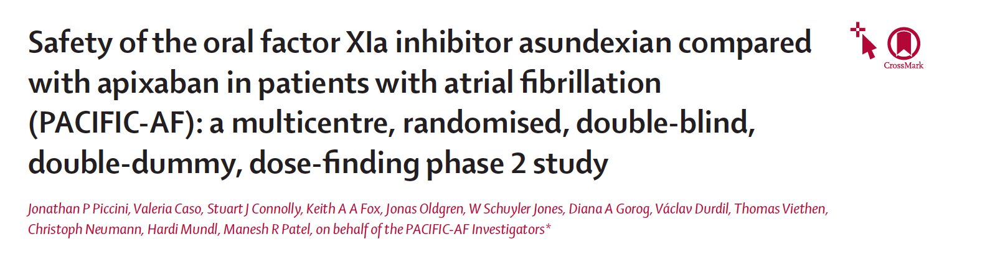 Safety of the oral factor XIa inhibitor asundexian compared
with apixaban in patients with atrial fibrillation
(PACIFIC-AF): a multicentre, randomised, double-blind,
double-dummy, dose-finding phase 2 study
CrossMark
Jonathan P Piccini, Valeria Caso, Stuart J Connolly, Keith A A Fox, Jonas Oldgren, W Schuyler Jones, Diana A Gorog, Václav Durdil, Thomas Viethen,
Christoph Neumann, Hardi Mundl, Manesh R Patel, on behalf of the PACIFIC-AF Investigators*